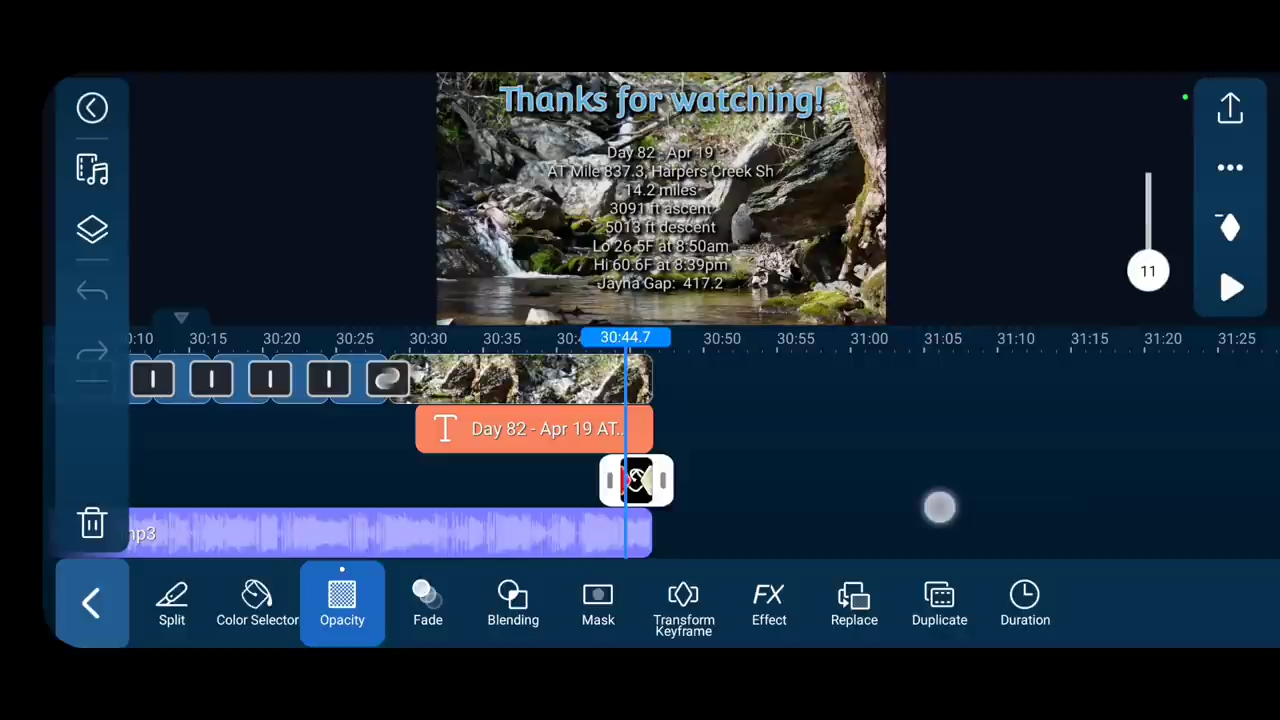 Thanks for watching!
Day 82 - Apr 19
AT Mile 837.3, Harpers Creek Sh
14.2 miles
3091 ft ascent
5013 ft descent
Lo 26.5F at 8:50am
Hi 60.6F at 8:39pm
Jayna Gap: 417.2
11
0:10 30:15 30:20 30:25 30:30 30:35 30:4 30:44.7 30:50 30:55 31:00 31:05 31:10 31:15 31:20 31:25
Day 82 - Apr 19 AT..
mp3
Split Color Selector Opacity Fade Blending Mask Transform Keyframe FX Effect Replace Duplicate Duration